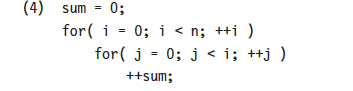 (4) sum = 0;
for( i = 0; i < n; ++i )
for( j = 0; j < i; ++j )
++sum;